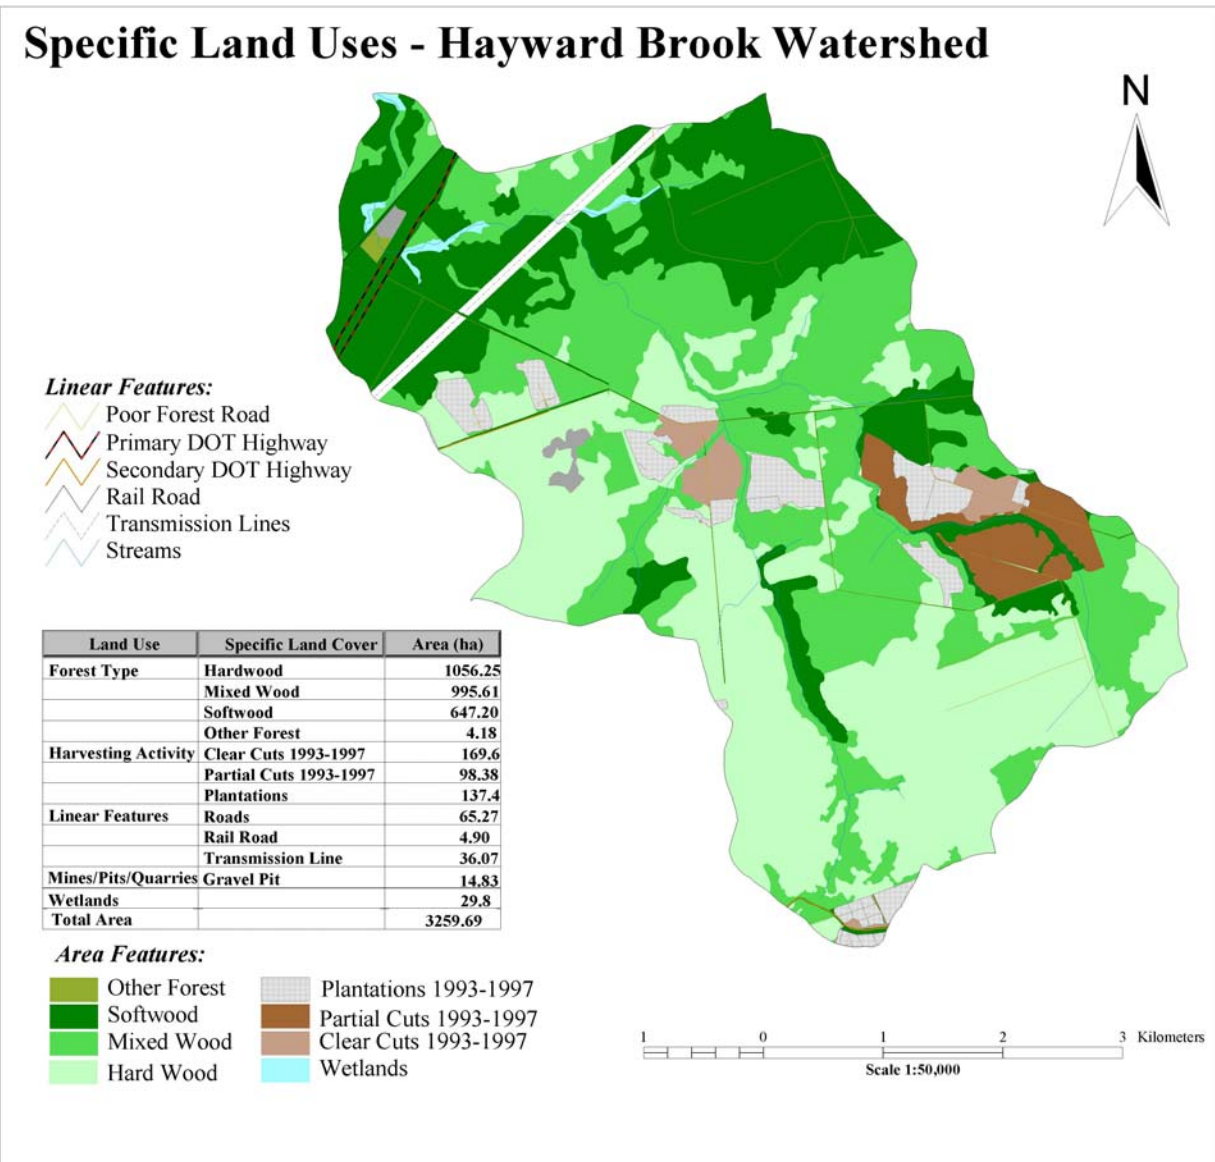 Specific Land Uses - Hayward Brook Watershed
N
Linear Features:
Poor Forest Road
Primary DOT Highway
Secondary DOT Highway
Rail Road
Transmission Lines
Streams
Land Use Specific Land Cover Area (ha)
Forest Type Hardwood 1056.25
Mixed Wood 995.61
Softwood 647.20
Other Forest 4.18
Harvesting Activity Clear Cuts 1993-1997 169.6
Partial Cuts 1993-1997 98.38
Plantations 137.4
Linear Features Roads 65.27
Rail Road 4.90
Transmission Line 36.07
Mines/Pits/Quarries Gravel Pit 14.83
Wetlands 29.8
Total Area 3259.69
Area Features:
Other Forest
Softwood
Mixed Wood
Hard Wood
Plantations 1993-1997
Partial Cuts 1993-1997
Clear Cuts 1993-1997
Wetlands
1 0 1 2 3 Kilometers
Scale 1:50,000